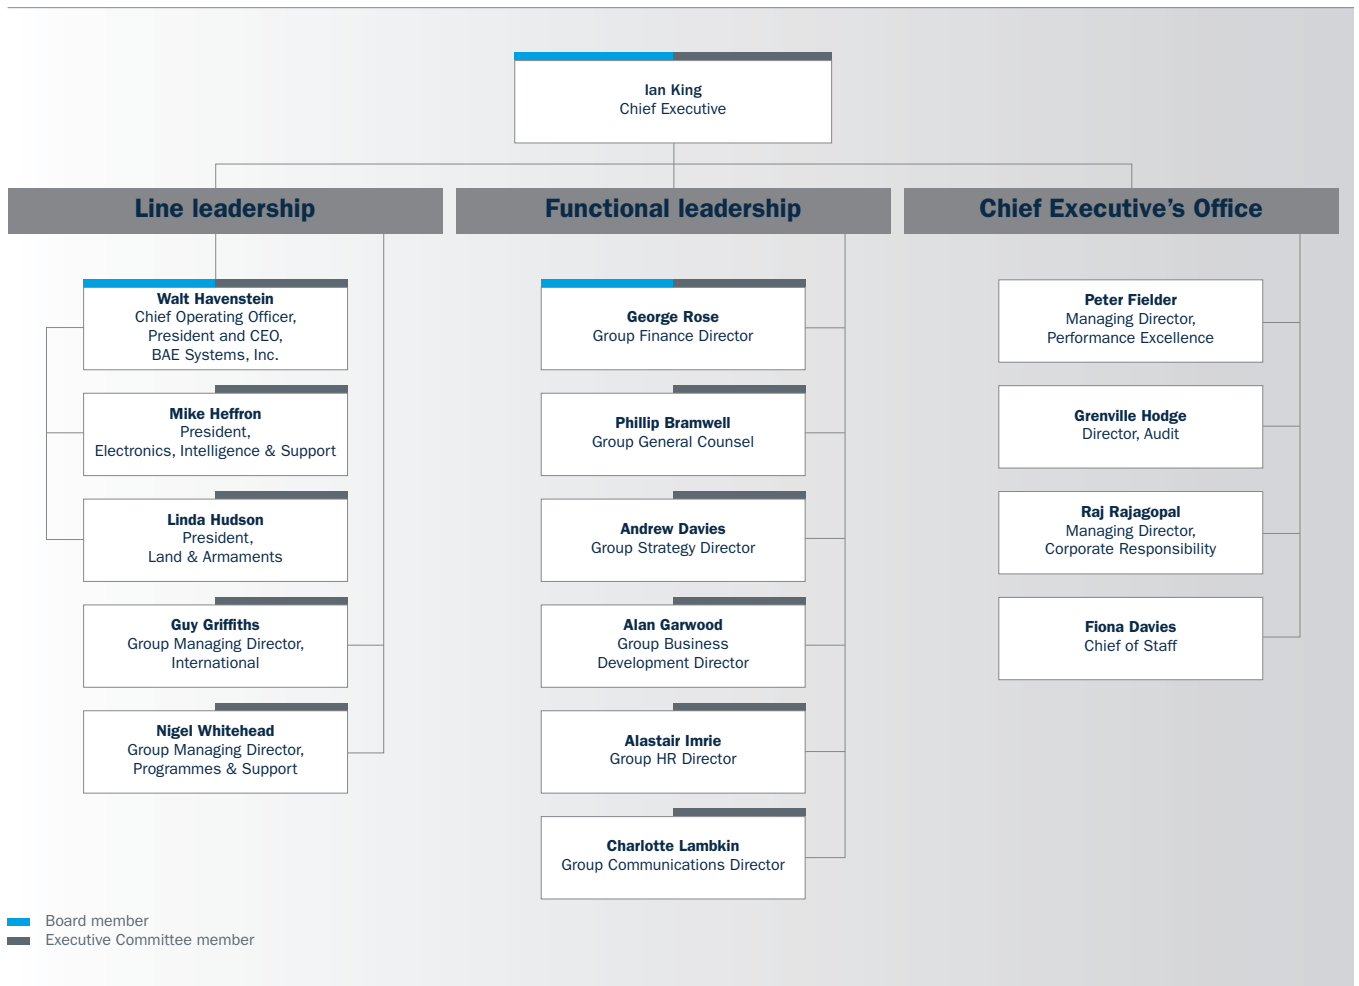 Ian King
Chief Executive
Line leadership
Functional leadership
Chief Executive’s Office
Walt Havenstein
Chief Operating Officer,
President and CEO,
BAE Systems, Inc.
Mike Heffron
President,
Electronics, Intelligence & Support
Linda Hudson
President,
Land & Armaments
Guy Griffiths
Group Managing Director,
International
Nigel Whitehead
Group Managing Director,
Programmes & Support
George Rose
Group Finance Director
Phillip Bramwell
Group General Counsel
Andrew Davies
Group Strategy Director
Alan Garwood
Group Business
Development Director
Alastair Imrie
Group HR Director
Charlotte Lambkin
Group Communications Director
Peter Fielder
Managing Director,
Performance Excellence
Grenville Hodge
Director, Audit
Raj Rajagopal
Managing Director,
Corporate Responsibility
Fiona Davies
Chief of Staff
Board member
Executive Committee member